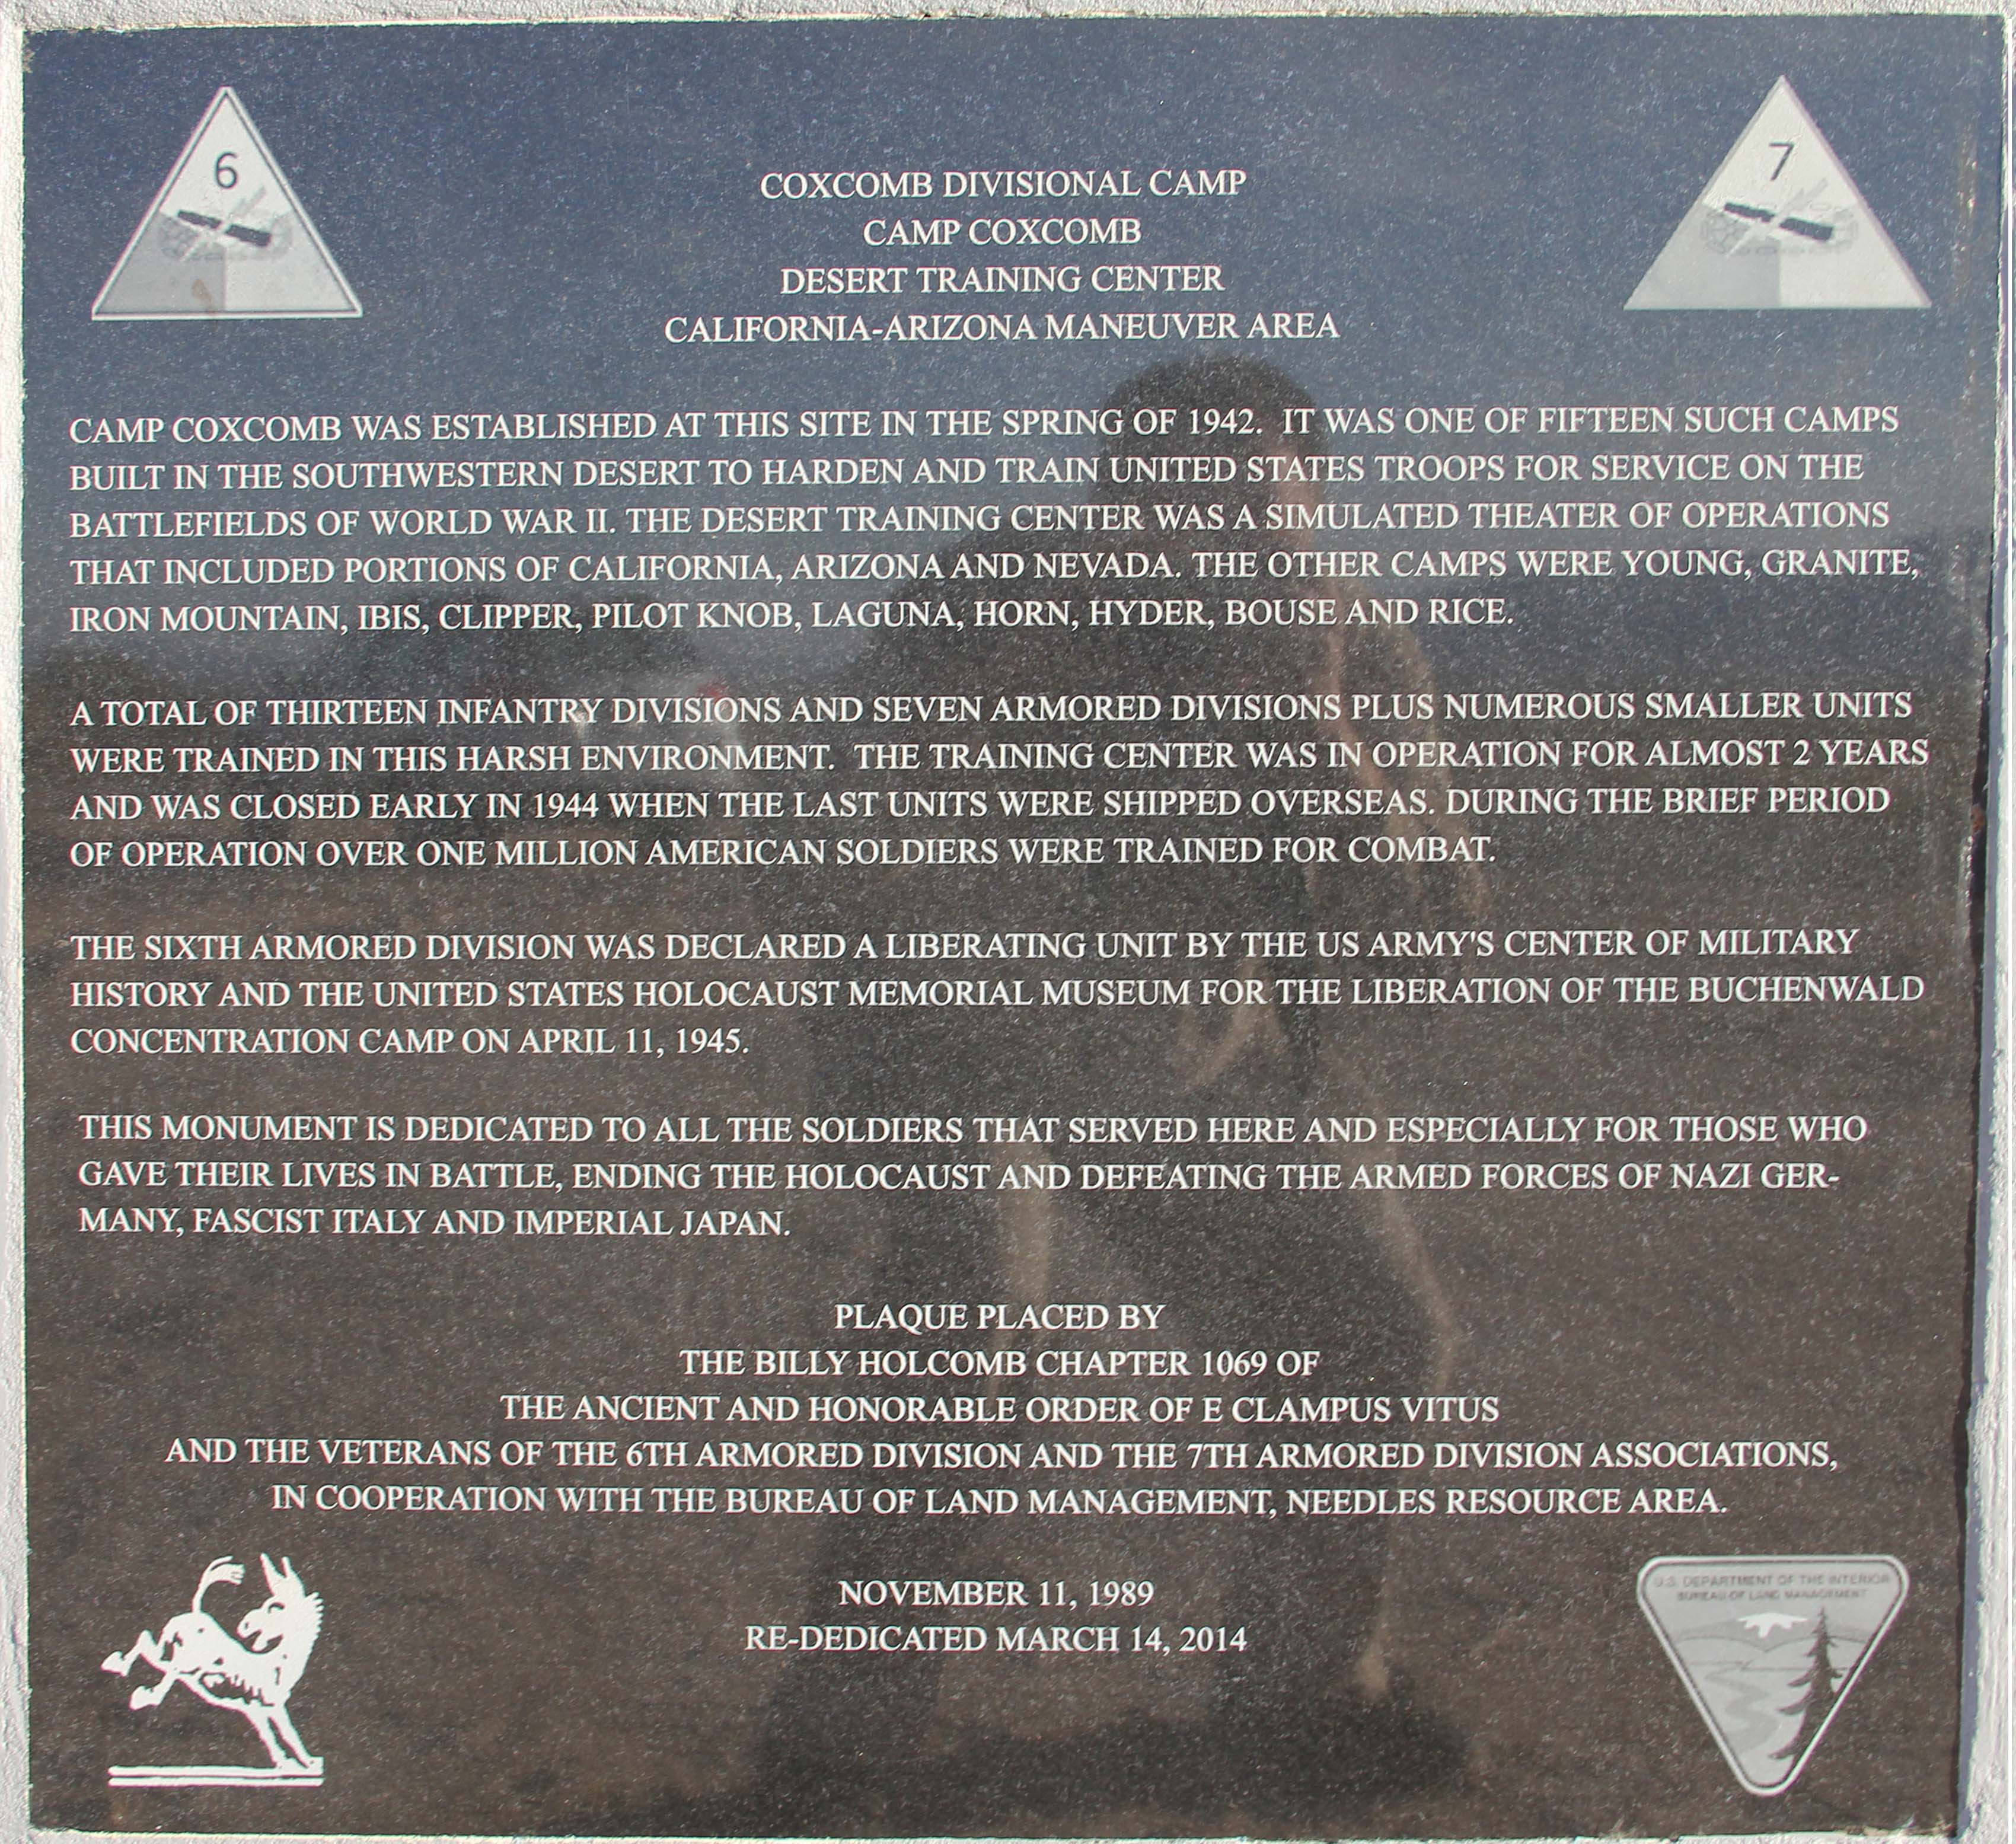 6
7
COXCOMB DIVISIONAL CAMP
CAMP COXCOMB
DESERT TRAINING CENTER
CALIFORNIA-ARIZONA MANEUVER AREA
CAMP COXCOMB WAS ESTABLISHED AT THIS SITE IN THE SPRING OF 1942. IT WAS ONE OF FIFTEEN SUCH CAMPS
BUILT IN THE SOUTHWESTERN DESERT TO HARDEN AND TRAIN UNITED STATES TROOPS FOR SERVICE ON THE
BATTLEFIELDS OF WORLD WAR II. THE DESERT TRAINING CENTER WAS A SIMULATED THEATER OF OPERATIONS
THAT INCLUDED PORTIONS OF CALIFORNIA, ARIZONA AND NEVADA. THE OTHER CAMPS WERE YOUNG, GRANITE,
IRON MOUNTAIN, IBIS, CLIPPER, PILOT KNOB, LAGUNA, HORN, HYDER, BOUSE AND RICE.
A TOTAL OF THIRTEEN INFANTRY DIVISIONS AND SEVEN ARMORED DIVISIONS PLUS NUMEROUS SMALLER UNITS
WERE TRAINED IN THIS HARSH ENVIRONMENT. THE TRAINING CENTER WAS IN OPERATION FOR ALMOST 2 YEARS
AND WAS CLOSED EARLY IN 1944 WHEN THE LAST UNITS WERE SHIPPED OVERSEAS. DURING THE BRIEF PERIOD
OF OPERATION OVER ONE MILLION AMERICAN SOLDIERS WERE TRAINED FOR COMBAT.
THE SIXTH ARMORED DIVISION WAS DECLARED A LIBERATING UNIT BY THE US ARMY'S CENTER OF MILITARY
HISTORY AND THE UNITED STATES HOLOCAUST MEMORIAL MUSEUM FOR THE LIBERATION OF THE BUCHENWALD
CONCENTRATION CAMP ON APRIL 11, 1945.
THIS MONUMENT IS DEDICATED TO ALL THE SOLDIERS THAT SERVED HERE AND ESPECIALLY FOR THOSE WHO
GAVE THEIR LIVES IN BATTLE, ENDING THE HOLOCAUST AND DEFEATING THE ARMED FORCES OF NAZI GER-
MANY, FASCIST ITALY AND IMPERIAL JAPAN.
PLAQUE PLACED BY
THE BILLY HOLCOMB CHAPTER 1069 OF
THE ANCIENT AND HONORABLE ORDER OF E CLAMPUS VITUS
AND THE VETERANS OF THE 6TH ARMORED DIVISION AND THE 7TH ARMORED DIVISION ASSOCIATIONS,
IN COOPERATION WITH THE BUREAU OF LAND MANAGEMENT, NEEDLES RESOURCE AREA.
NOVEMBER 11, 1989
RE-DEDICATED MARCH 14, 2014
U.S. DEPARTMENT OF THE INTERIOR
BUREAU OF LAND MANAGEMENT